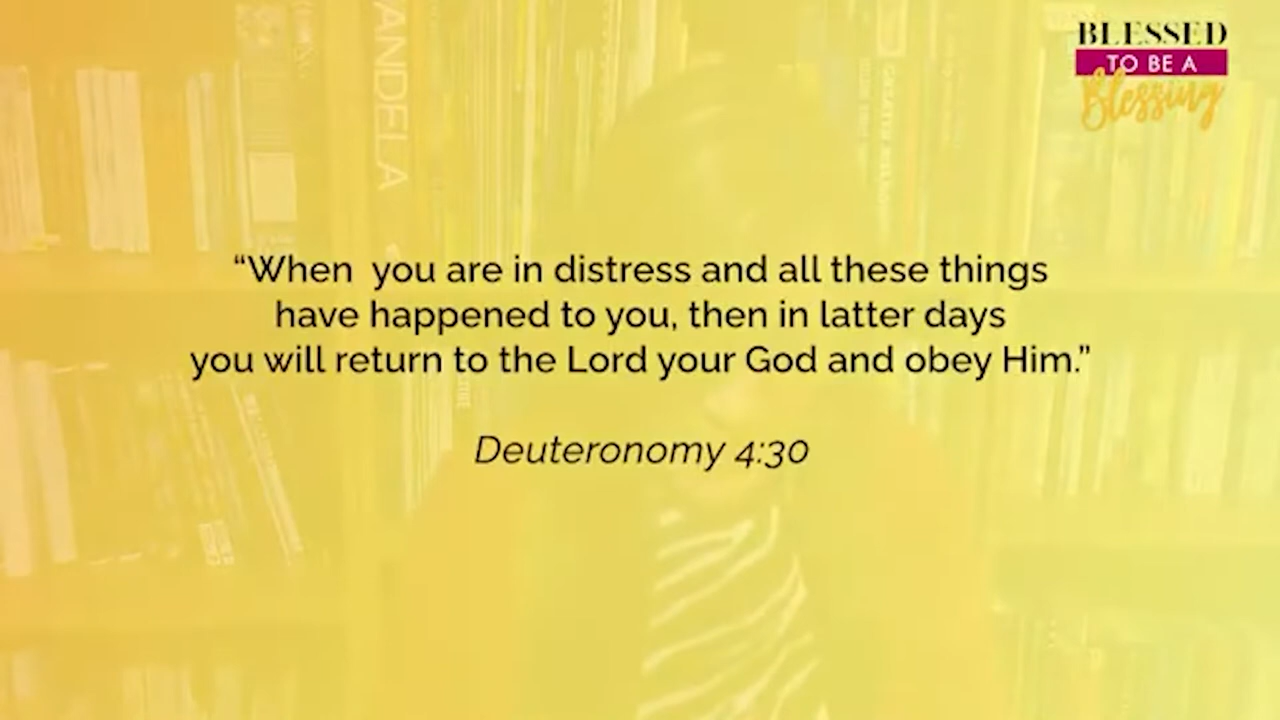 BLESSED
TO BE A
Blessing
ANDELA
“When  you are in distress and all these things
have happened to you, then in latter days
you will return to the Lord your God and obey Him.”
Deuteronomy 4:30